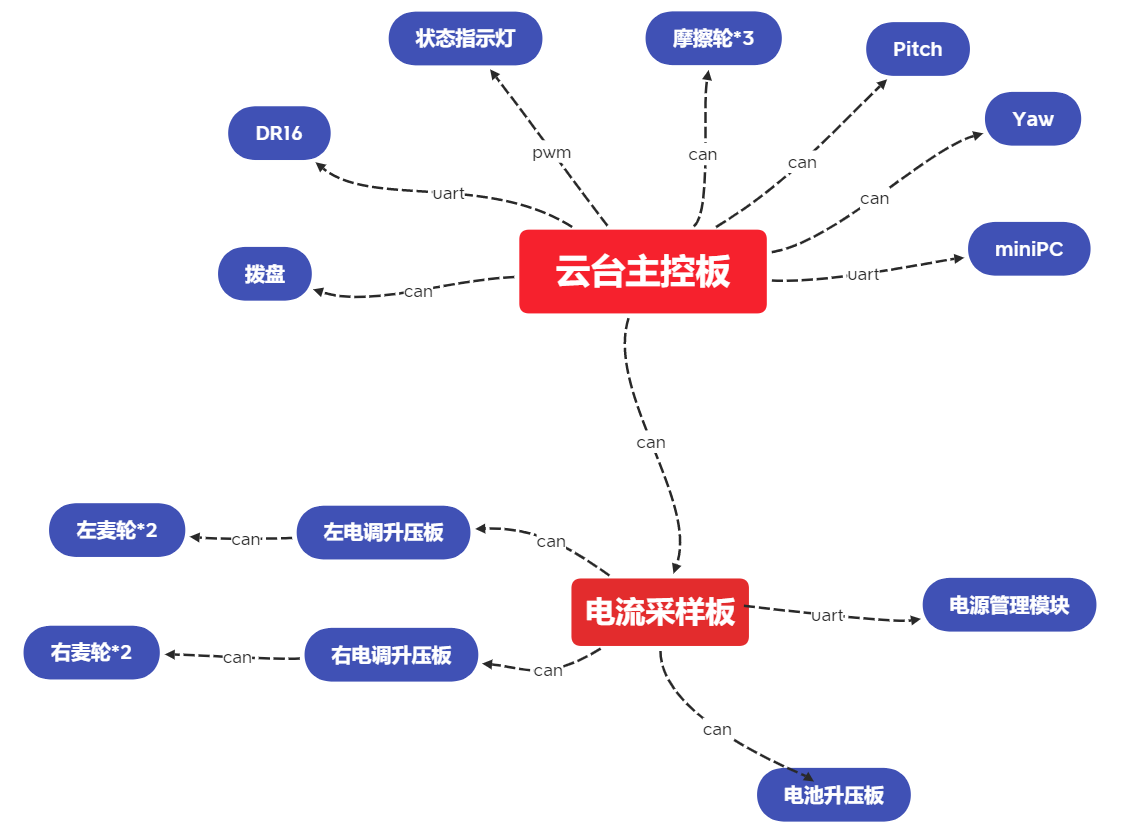 状态指示灯
摩擦轮*3
Pitch
DR16
Yaw
pwm
can
can
uart
can
拨盘
云台主控板
miniPC
can
uart
can
左麦轮*2
can
左电调升压板
can
电流采样板
uart
电源管理模块
右麦轮*2
can
右电调升压板
can
can
电池升压板